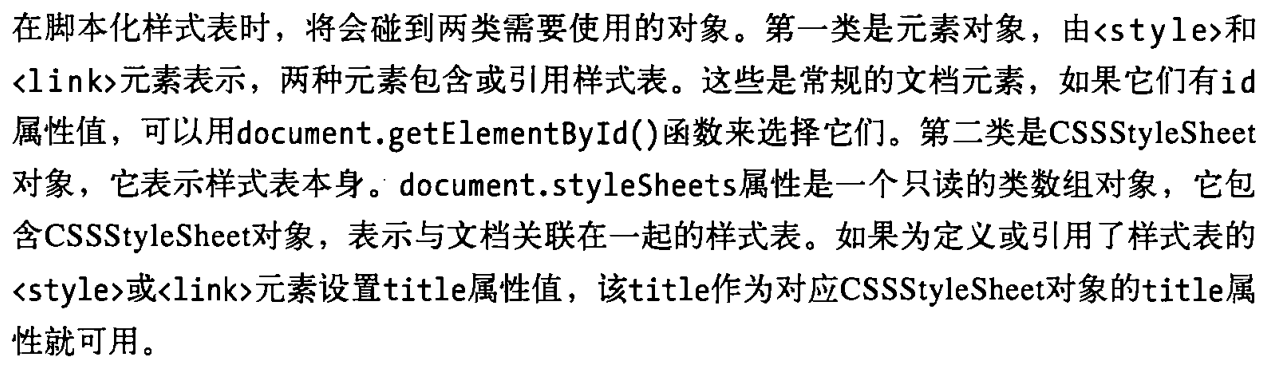 在脚本化样式表时，将会碰到两类需要使用的对象。第一类是元素对象，由<style>和
<link>元素表示，两种元素包含或引用样式表。这些是常规的文档元素，如果它们有id
属性值，可以用document.getElementById()函数来选择它们。第二类是CSSStyleSheet
对象，它表示样式表本身。document.styleSheets属性是一个只读的类数组对象，它包
含CSSStyleSheet对象，表示与文档关联在一起的样式表。如果为定义或引用了样式表的
<style>或<link>元素设置title属性值，该title作为对应CSSStyleSheet对象的title属
性就可用。